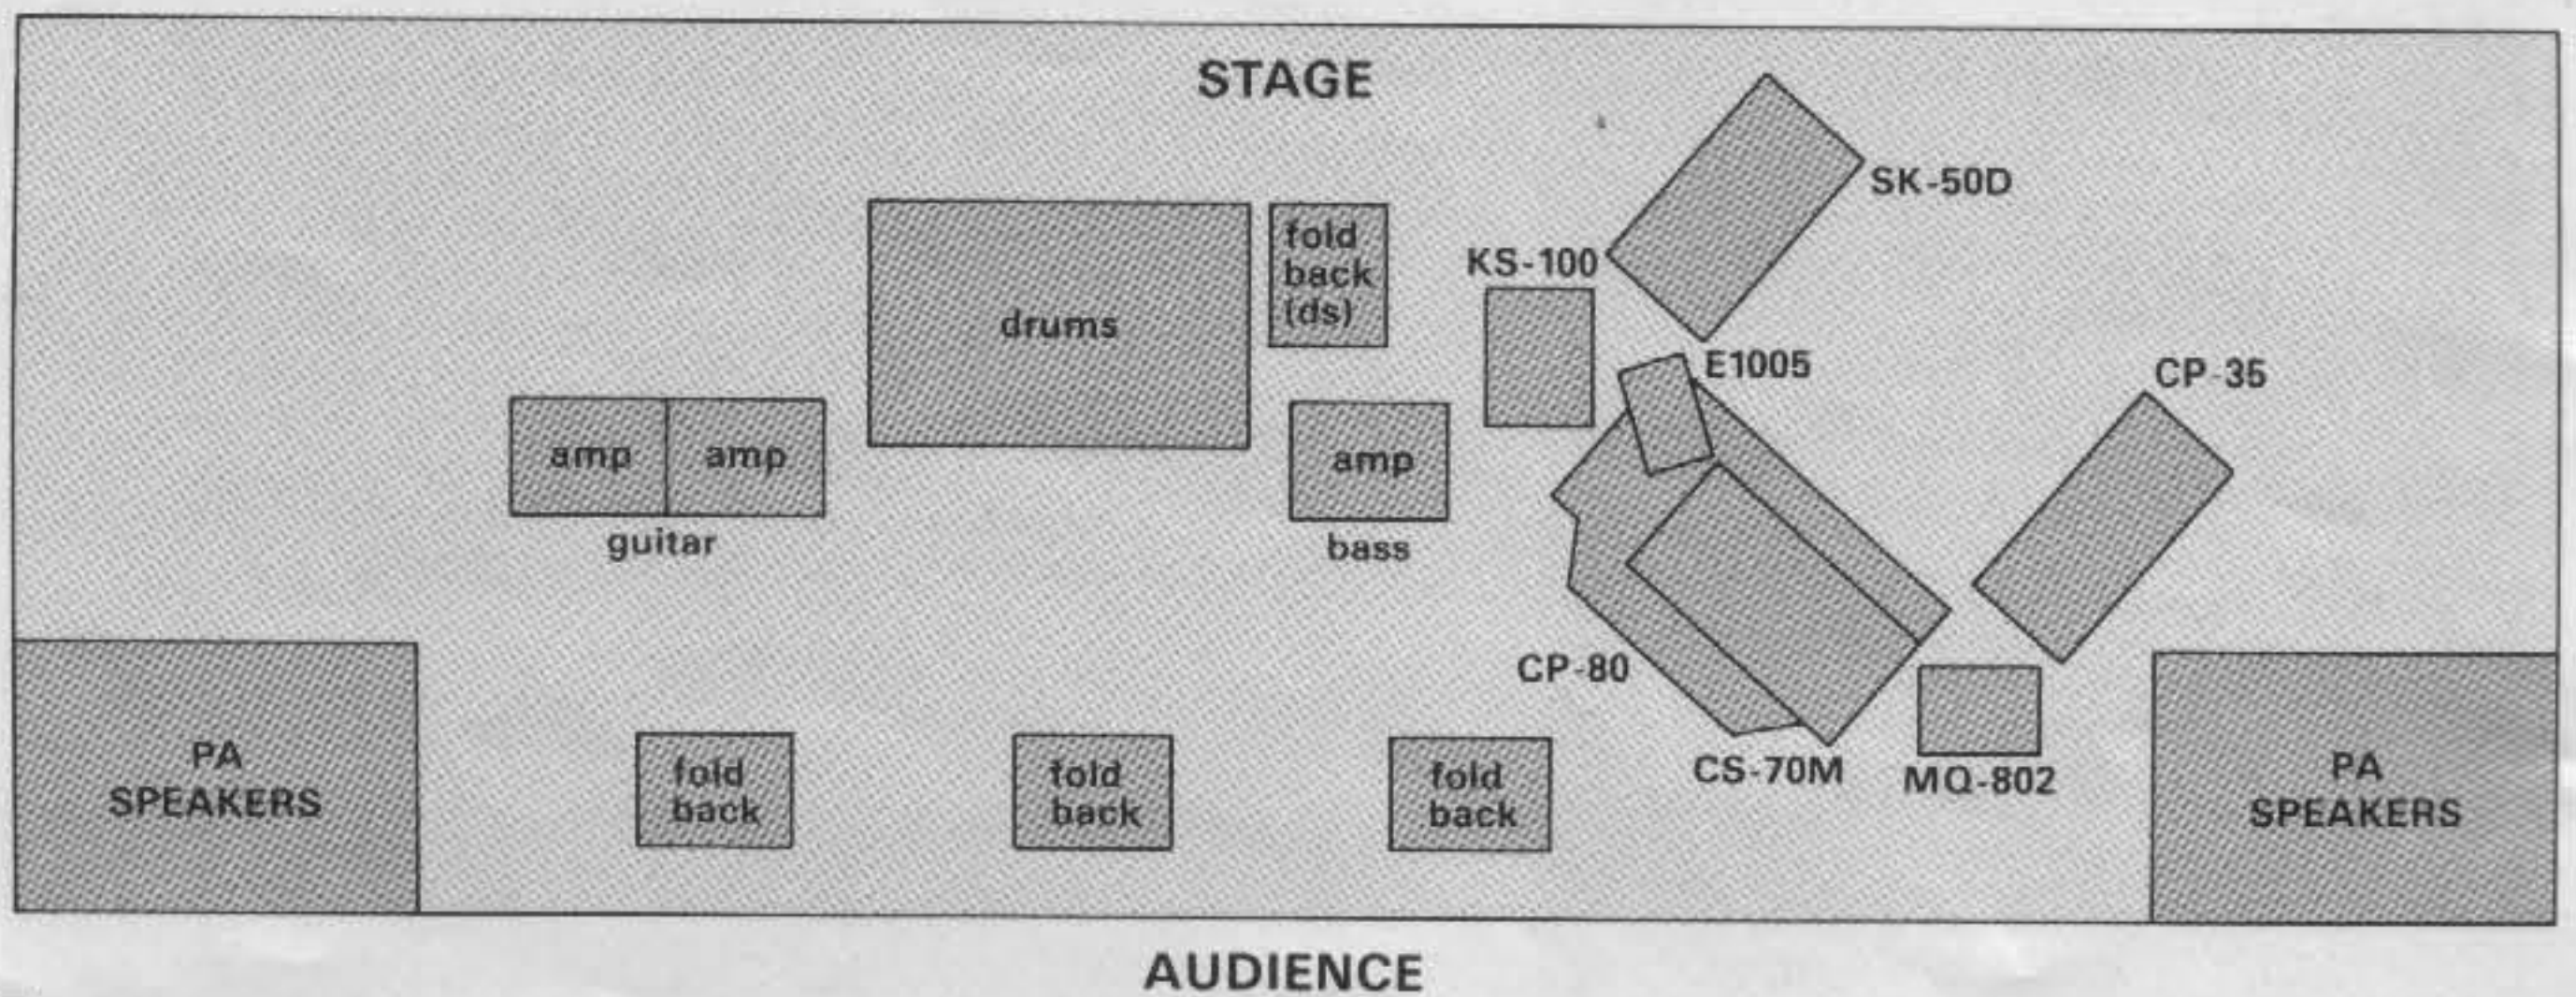 STAGE
SK-50D
fold
back
(ds)
KS-100
drums
E1005
CP-35
amp
amp
amp
guitar
bass
CP-80
PA
SPEAKERS
fold
back
fold
back
fold
back
CS-70M
MQ-802
PA
SPEAKERS
AUDIENCE